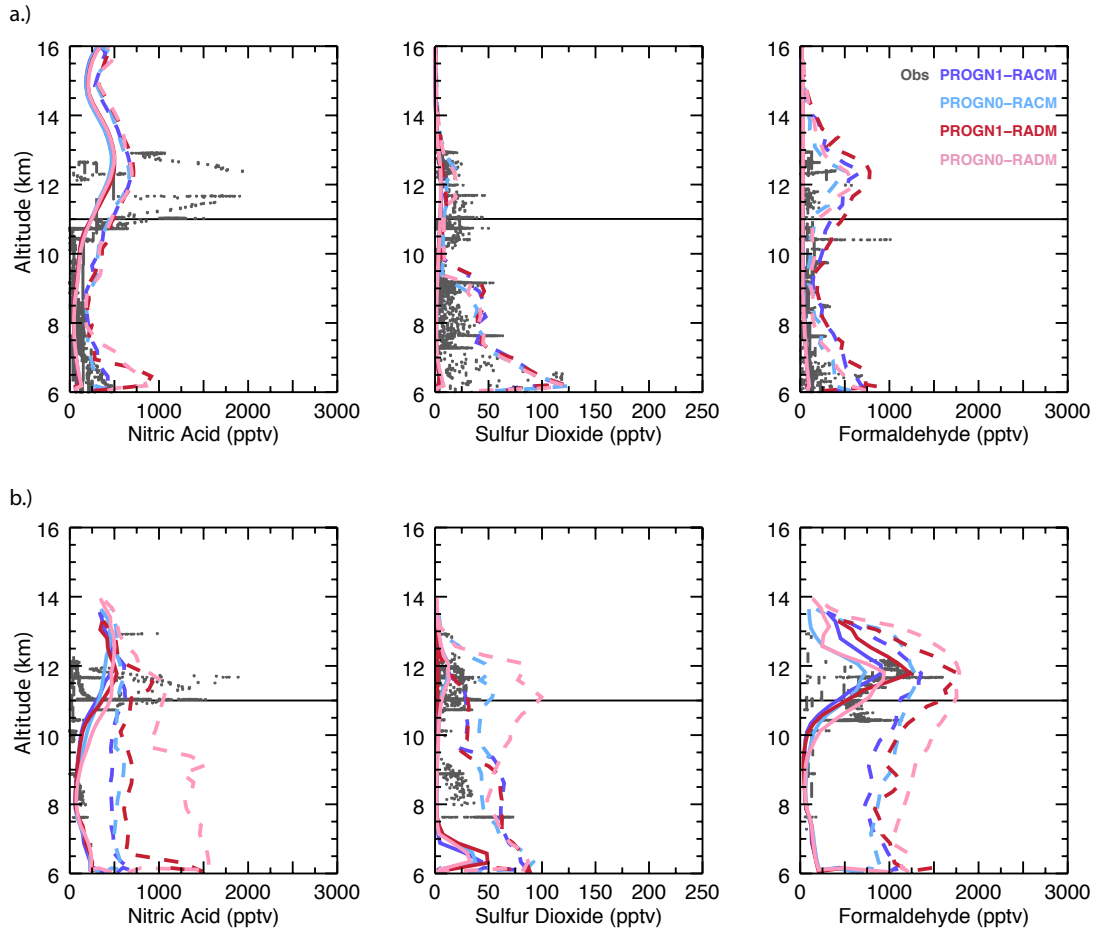 a.)
16
14
12
10
8
6
Altitude (km)
0 1000 2000 3000
Nitric Acid (pptv)
0 50 100 125 250
Sulfur Dioxide (pptv)
Obs PROGN1–RACM
PROGN0–RACM
PROGN1–RADM
PROGN0–RADM
16
14
12
10
8
6
0 1000 2000 3000
Formaldehyde (pptv)
16
14
12
10
8
6
b.)
16
14
12
10
8
6
Altitude (km)
0 1000 2000 3000
Nitric Acid (pptv)
16
14
12
10
8
6
0 50 100 125 250
Sulfur Dioxide (pptv)
16
14
12
10
8
6
0 1000 2000 3000
Formaldehyde (pptv)